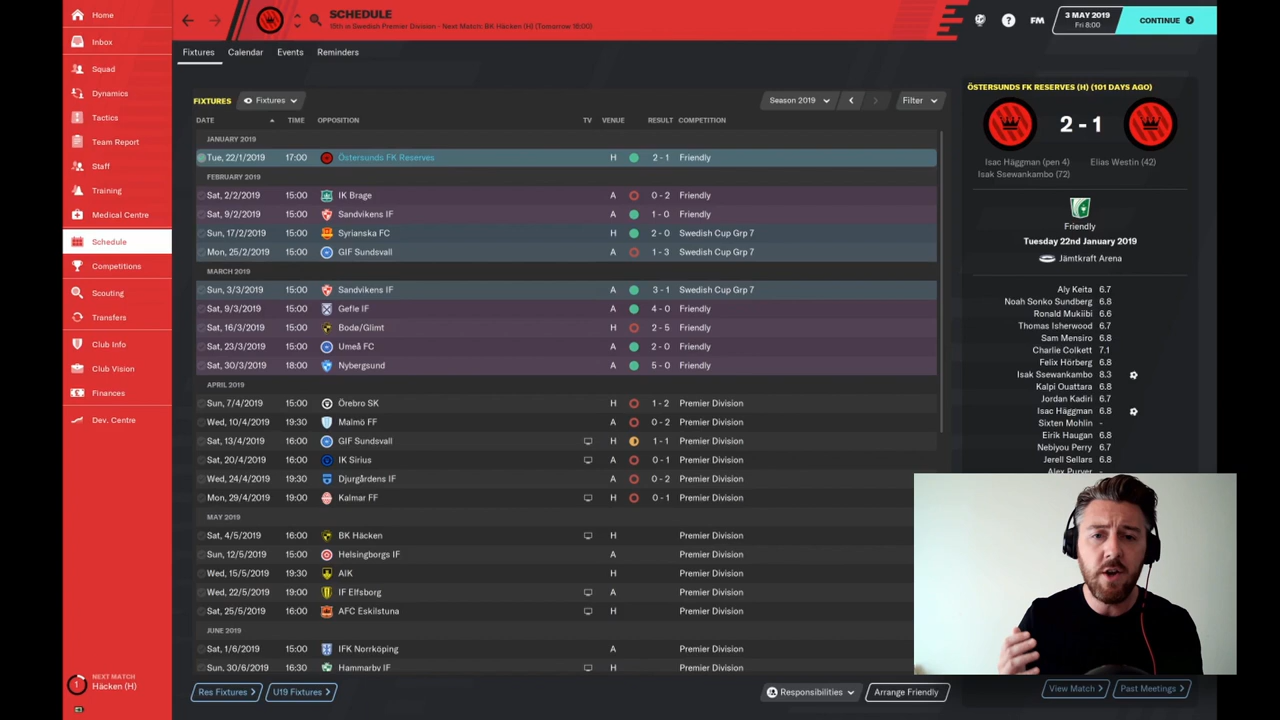 Home
Inbox
Squad
Dynamics
Tactics
Team Report
Staff
Training
Medical Centre
Schedule
Competitions
Scouting
Transfers
Club Info
Club Vision
Finances
Dev. Centre
1 NEXT MATCH
Häcken (H)
SCHEDULE
15th in Swedish Premier Division - Next Match: BK Häcken (H) (Tomorrow 16:00)
? FM
3 MAY 2019
Fri 8:00
CONTINUE
Fixtures Calendar Events Reminders
FIXTURES Fixtures Season 2019 Filter
DATE TIME OPPOSITION TV VENUE RESULT COMPETITION
JANUARY 2019
Tue, 22/1/2019 17:00 Östersunds FK Reserves H 2 - 1 Friendly
FEBRUARY 2019
Sat, 2/2/2019 15:00 IK Brage A 0 - 2 Friendly
Sat, 9/2/2019 15:00 Sandvikens IF A 1 - 0 Friendly
Sun, 17/2/2019 15:00 Syrianska FC H 2 - 0 Swedish Cup Grp 7
Mon, 25/2/2019 15:00 GIF Sundsvall A 1 - 3 Swedish Cup Grp 7
MARCH 2019
Sun, 3/3/2019 15:00 Sandvikens IF A 3 - 1 Swedish Cup Grp 7
Sat, 9/3/2019 15:00 Gefle IF A 4 - 0 Friendly
Sat, 16/3/2019 15:00 Bodø/Glimt A 2 - 5 Friendly
Sat, 23/3/2019 15:00 Umeå FC A 2 - 0 Friendly
Sat, 30/3/2019 18:00 Nybergsund A 5 - 0 Friendly
APRIL 2019
Sun, 7/4/2019 15:00 Örebro SK H 1 - 2 Premier Division
Wed, 10/4/2019 19:30 Malmö FF A 0 - 2 Premier Division
Sat, 13/4/2019 16:00 GIF Sundsvall H 1 - 1 Premier Division
Sat, 20/4/2019 16:00 IK Sirius A 0 - 1 Premier Division
Wed, 24/4/2019 19:30 Djurgårdens IF A 0 - 2 Premier Division
Mon, 29/4/2019 19:00 Kalmar FF H 0 - 1 Premier Division
MAY 2019
Sat, 4/5/2019 16:00 BK Häcken H Premier Division
Sun, 12/5/2019 15:00 Helsingborgs IF A Premier Division
Wed, 15/5/2019 19:30 AIK H Premier Division
Wed, 22/5/2019 19:00 IF Elfsborg A Premier Division
Sat, 25/5/2019 16:00 AFC Eskilstuna H Premier Division
JUNE 2019
Sat, 1/6/2019 15:00 IFK Norrköping A Premier Division
Sun, 30/6/2019 16:30 Hammarby IF H Premier Division
Res Fixtures U19 Fixtures Responsibilities Arrange Friendly
ÖSTERSUNDS FK RESERVES (H) (101 DAYS AGO)
2 - 1
Isac Häggman (pen 4) Elias Westin (42)
Isak Ssewankambo (72)
Friendly
Tuesday 22nd January 2019
Jämtkraft Arena
Aly Keita 6.7
Noah Sonko Sundberg 6.8
Ronald Mukiibi 6.6
Thomas Isherwood 6.7
Sam Mensiro 6.8
Charlie Colkett 7.1
Felix Hörberg 6.8
Isak Ssewankambo 8.3
Kalpi Ouattara 6.8
Jordan Kadiri 6.7
Isac Häggman 6.8
Sixten Mohlin -
Eirik Haugan 6.8
Nebiyou Perry 6.7
Jerell Sellars 6.8
Alex Purver -
View Match Past Meetings